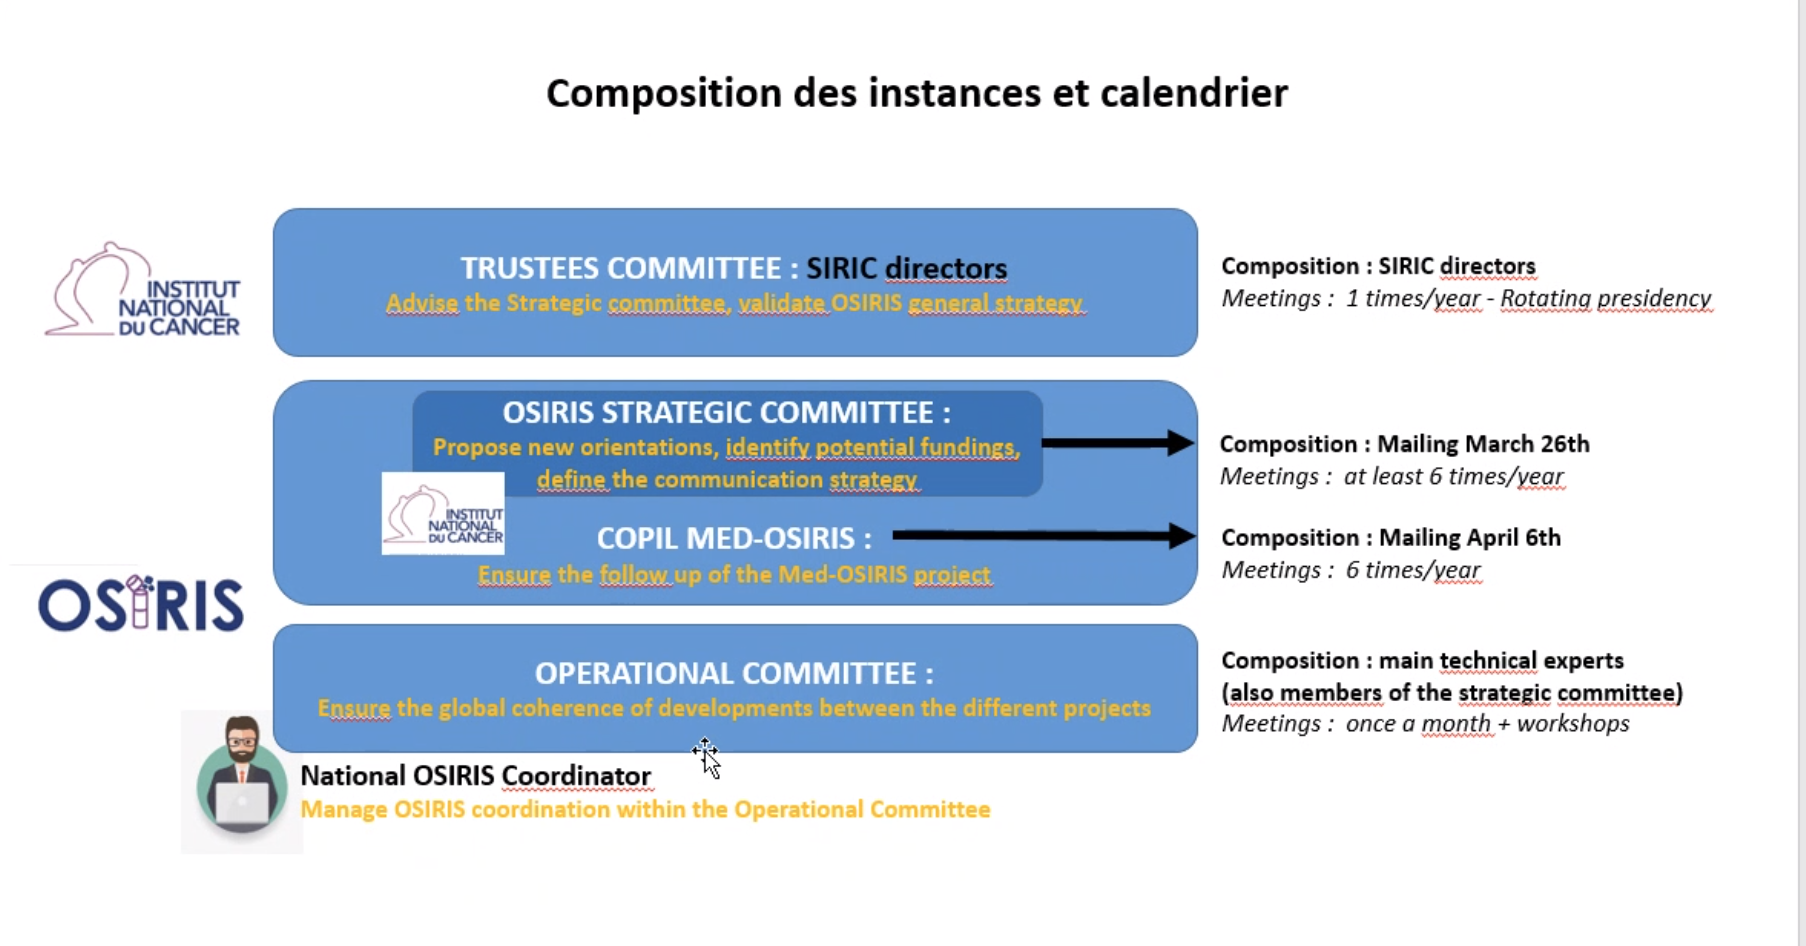 Composition des instances et calendrier
INSTITUT
NATIONAL
DU CANCER
TRUSTEES COMMITTEE : SIRIC directors
Advise the Strategic committee, validate OSIRIS general strategy
Composition : SIRIC directors
Meetings : 1 times/year - Rotating presidency
OSIRIS STRATEGIC COMMITTEE :
Propose new orientations, identify potential fundings,
define the communication strategy
Composition : Mailing March 26th
Meetings : at least 6 times/year
INSTITUT
NATIONAL
DU CANCER
COPIL MED-OSIRIS :
Ensure the follow up of the Med-OSIRIS project
Composition : Mailing April 6th
Meetings : 6 times/year
OSIRIS
OPERATIONAL COMMITTEE :
Ensure the global coherence of developments between the different projects
Composition : main technical experts
(also members of the strategic committee)
Meetings : once a month + workshops
National OSIRIS Coordinator
Manage OSIRIS coordination within the Operational Committee